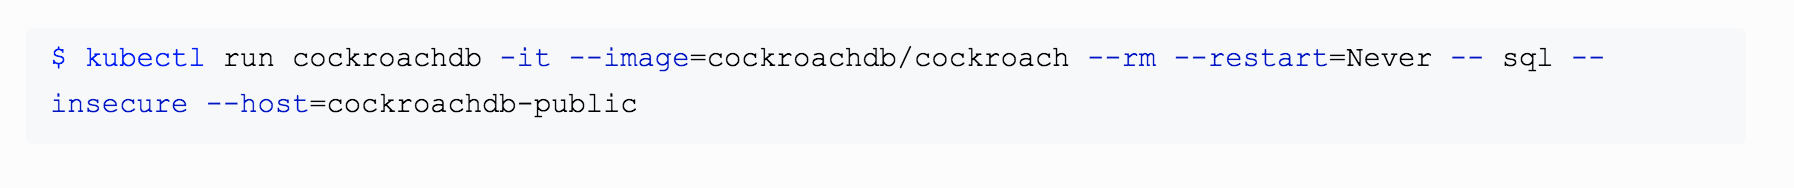 $ kubectl run cockroachdb -it --image=cockroachdb/cockroach --rm --restart=Never -- sql --
insecure --host=cockroachdb-public